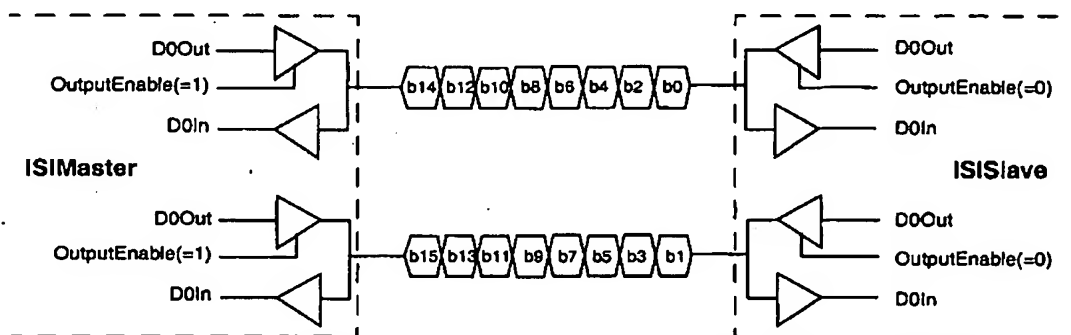 D0Out
D0Out
OutputEnable(=1)
b14 b12 b10 b8 b6 b4 b2 b0
OutputEnable(=0)
D0In
D0In
ISIMaster
ISISlave
D0Out
D0Out
OutputEnable(=1)
b15 b13 b11 b9 b7 b5 b3 b1
OutputEnable(=0)
D0In
D0In